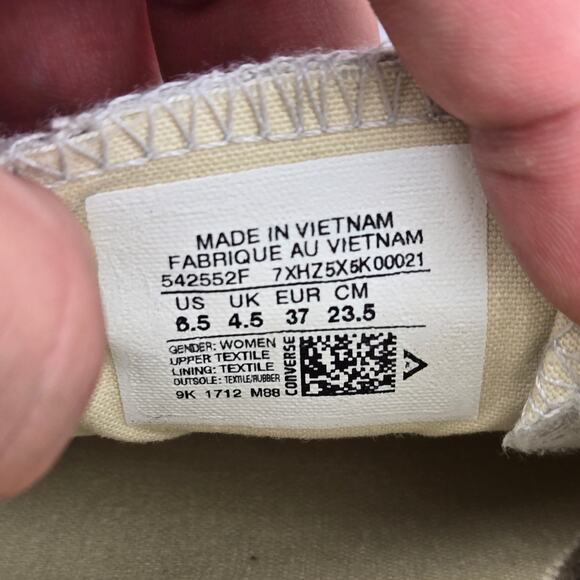 MADE IN VIETNAM
FABRIQUE AU VIETNAM
542552F 7XHZ5X5K00021
US UK EUR CM
6.5 4.5 37 23.5
GENDER: WOMEN
UPPER TEXTILE
LINING: TEXTILE
OUTSOLE: TEXTILE/RUBBER
9K 1712 M88
CONVERSE